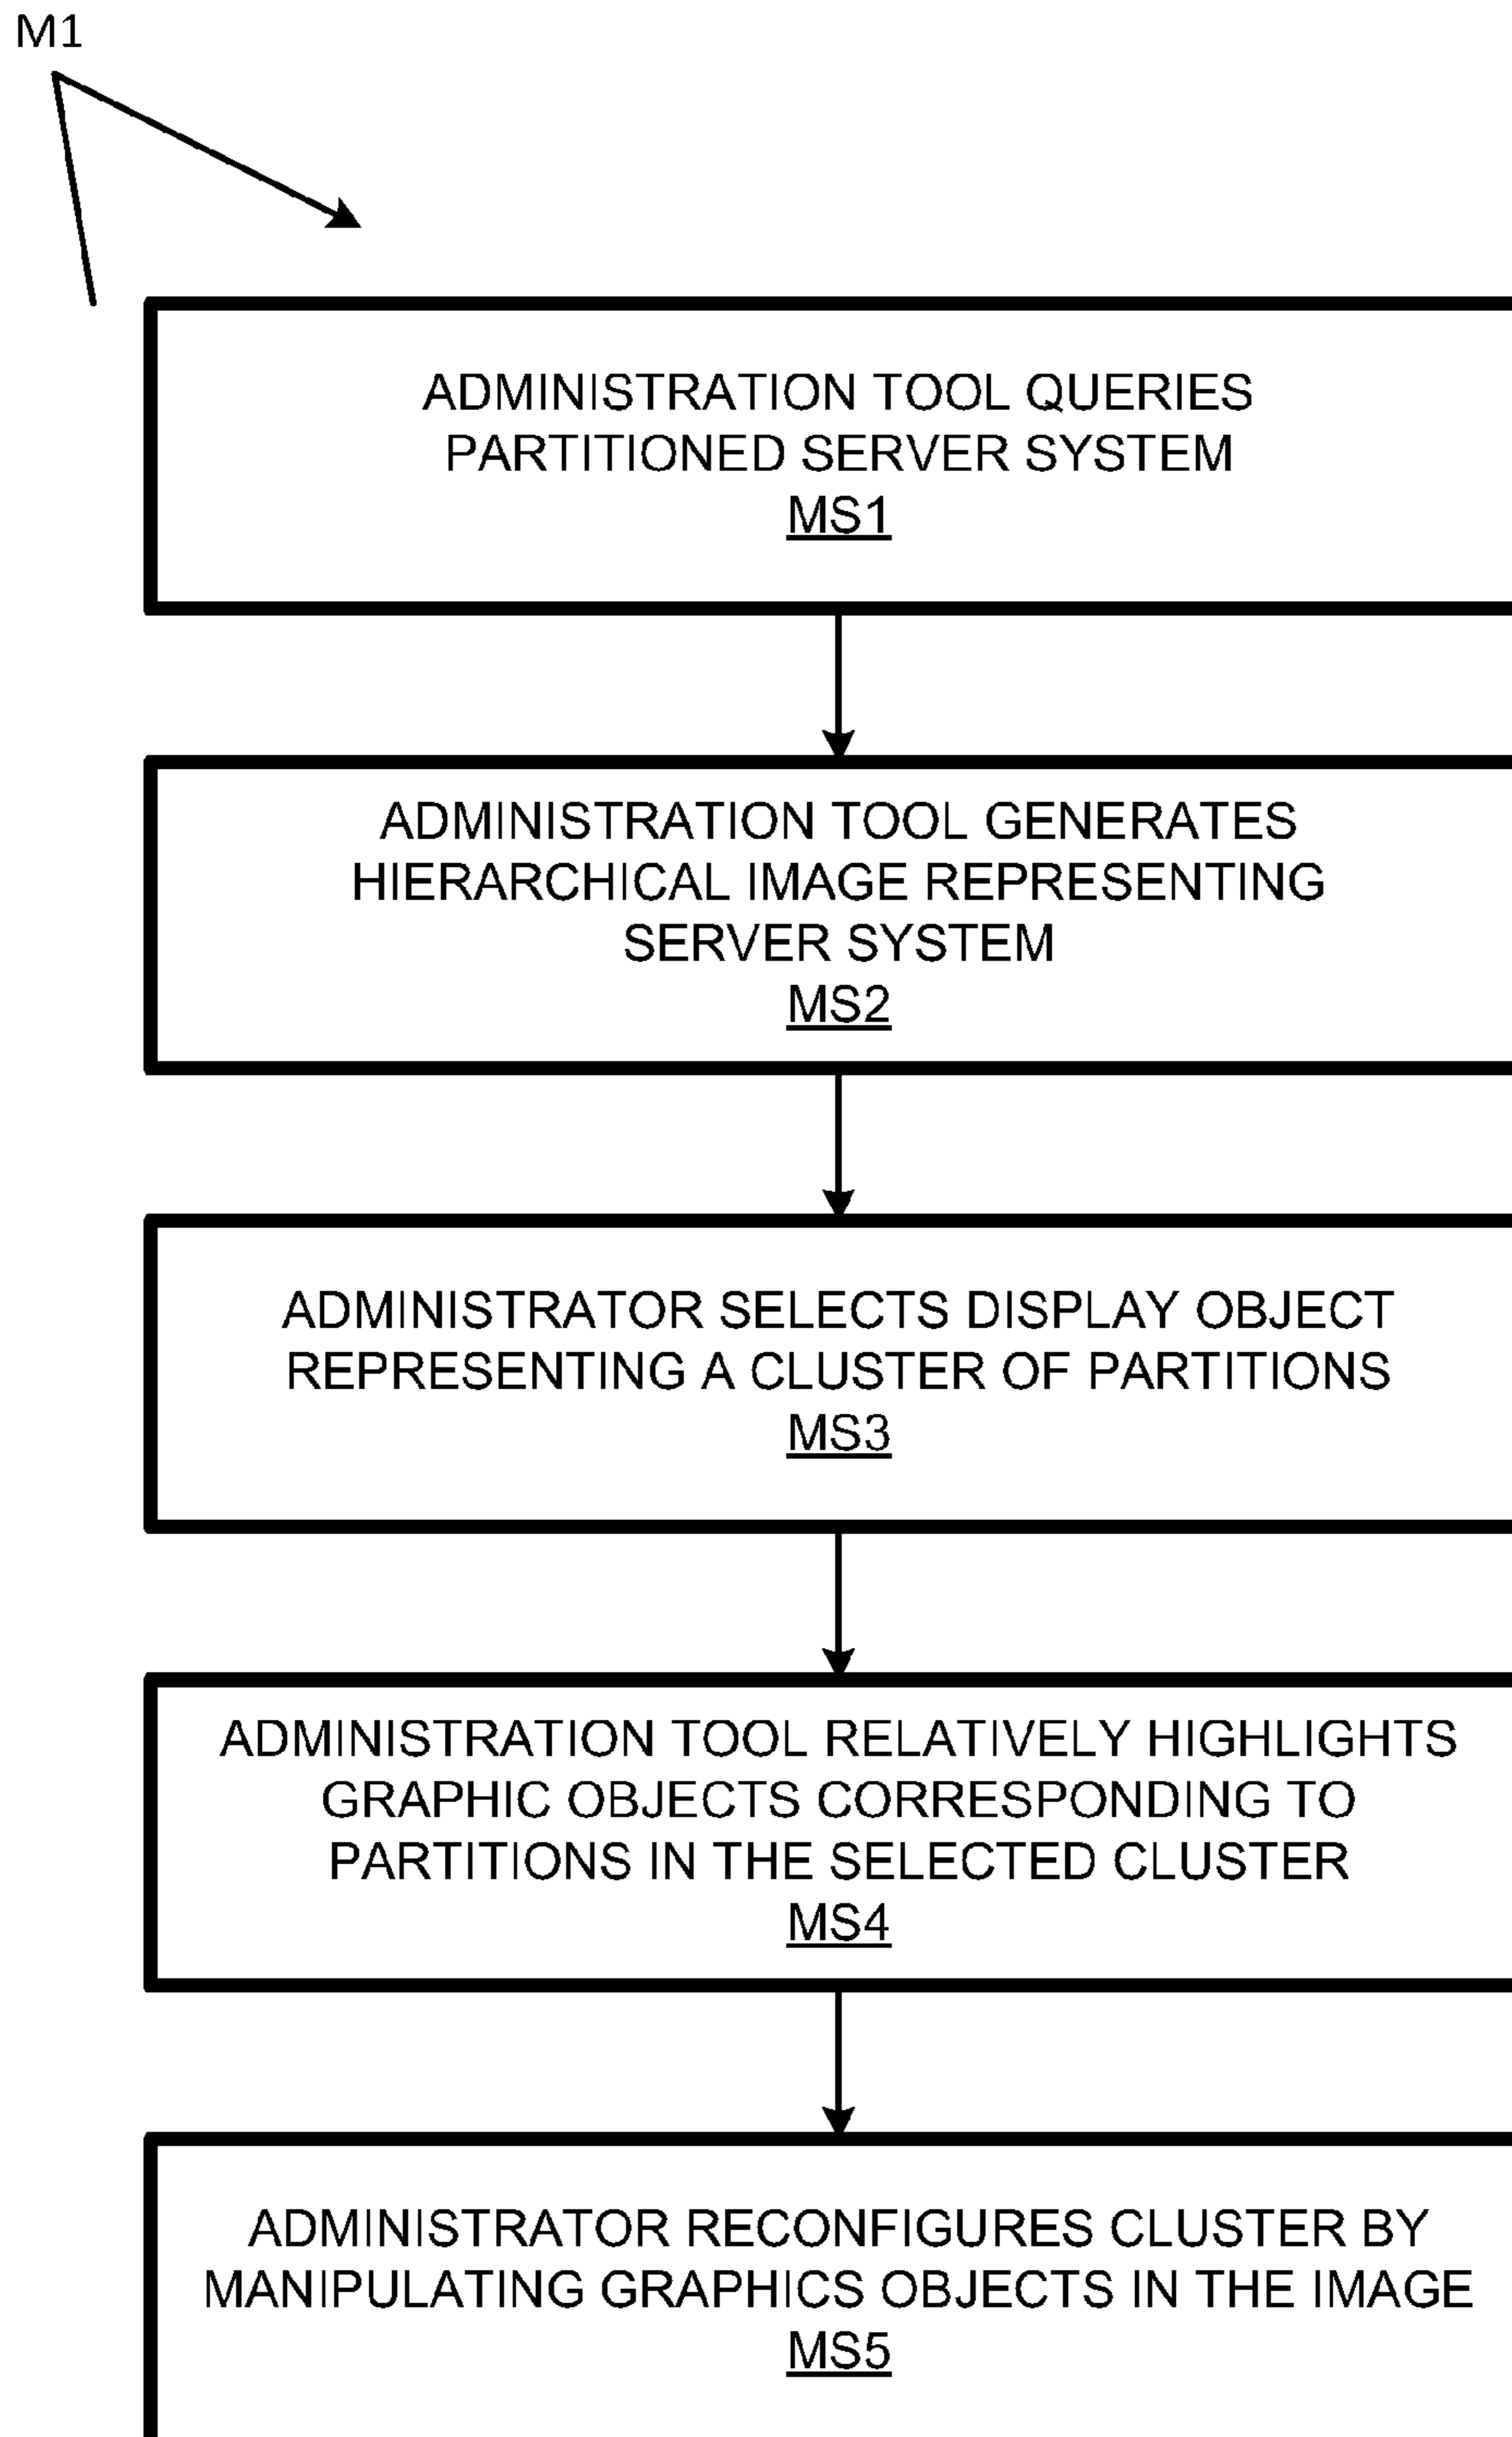 M1
ADMINISTRATION TOOL QUERIES
PARTITIONED SERVER SYSTEM
MS1
ADMINISTRATION TOOL GENERATES
HIERARCHICAL IMAGE REPRESENTING
SERVER SYSTEM
MS2
ADMINISTRATOR SELECTS DISPLAY OBJECT
REPRESENTING A CLUSTER OF PARTITIONS
MS3
ADMINISTRATION TOOL RELATIVELY HIGHLIGHTS
GRAPHIC OBJECTS CORRESPONDING TO
PARTITIONS IN THE SELECTED CLUSTER
MS4
ADMINISTRATOR RECONFIGURES CLUSTER BY
MANIPULATING GRAPHICS OBJECTS IN THE IMAGE
MS5